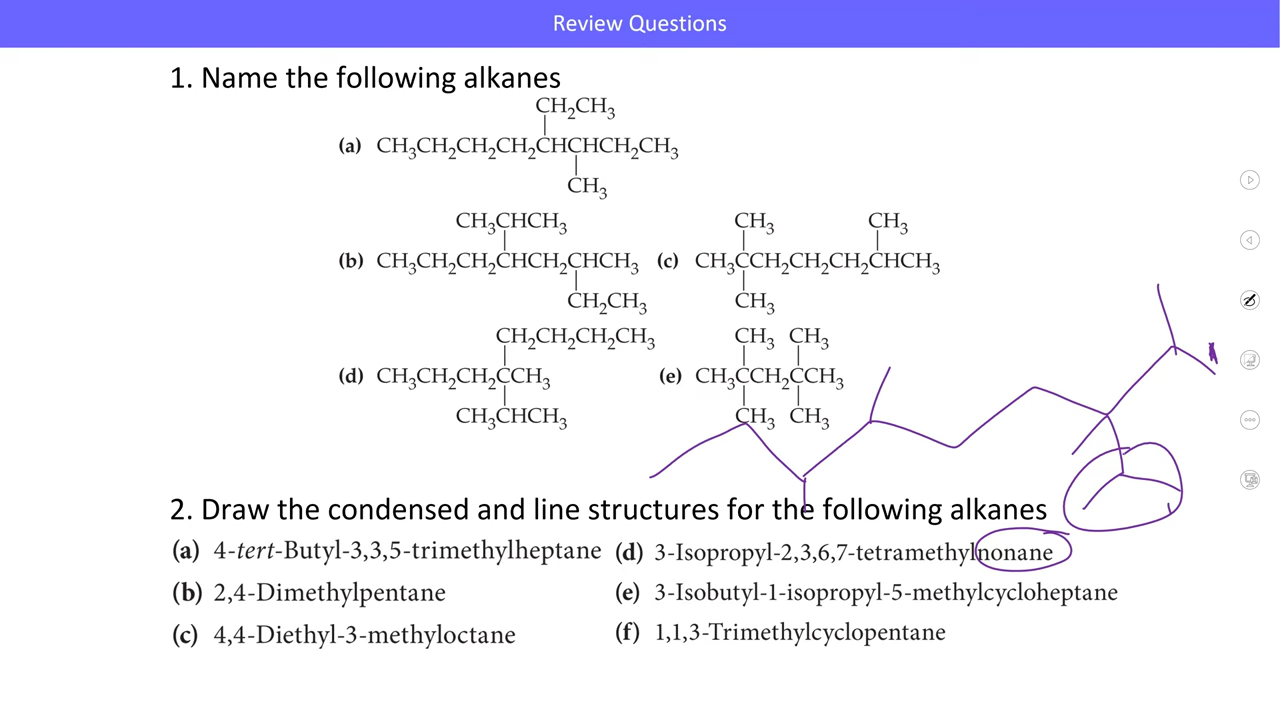 Review Questions
1. Name the following alkanes
CH₂CH₃
(a) CH₃CH₂CH₂CH₂CHCHCH₂CH₃
CH₃
CH₃CHCH₃ CH₃ CH₃
(b) CH₃CH₂CH₂CHCH₂CHCH₃ (c) CH₃CCH₂CH₂CH₂CHCH₃
CH₂CH₃ CH₃
CH₂CH₂CH₂CH₃ CH₃ CH₃
(d) CH₃CH₂CH₂CCH₃ (e) CH₃CCH₂CCH₃
CH₃CHCH₃ CH₃ CH₃
2. Draw the condensed and line structures for the following alkanes
(a) 4-tert-Butyl-3,3,5-trimethylheptane (d) 3-Isopropyl-2,3,6,7-tetramethylnonane
(b) 2,4-Dimethylpentane (e) 3-Isobutyl-1-isopropyl-5-methylcycloheptane
(c) 4,4-Diethyl-3-methyloctane (f) 1,1,3-Trimethylcyclopentane